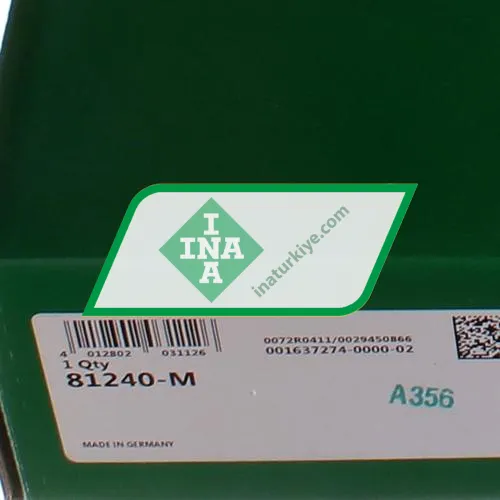 I
INA
A
inaturkiye.com
0072R0411/0029450866
001637274-0000-02
4 012802 031126
1 Qty
81240-M
A356
MADE IN GERMANY